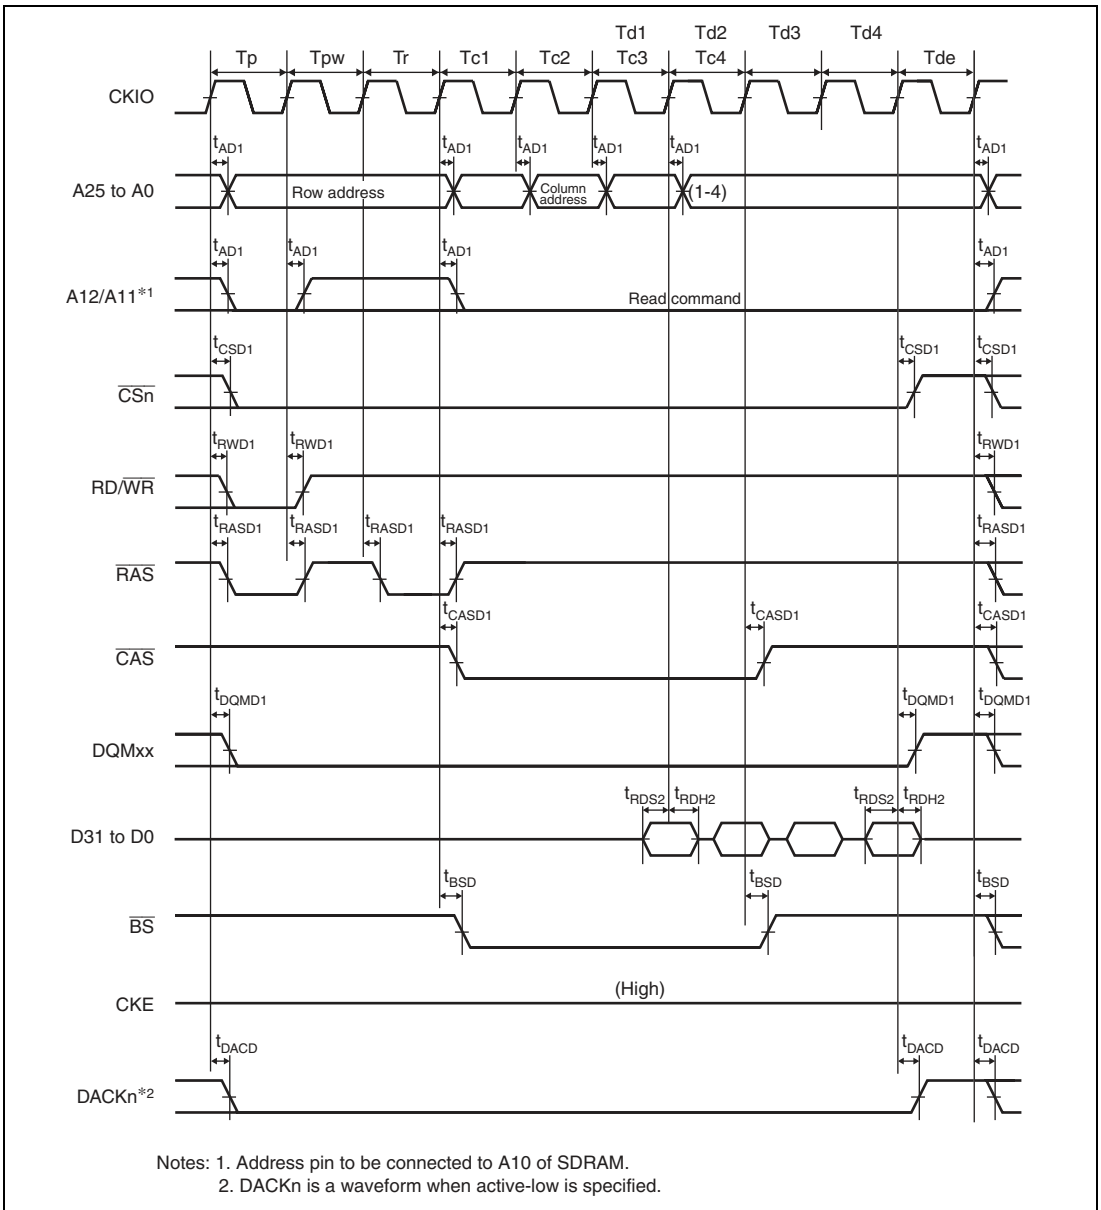 Td1 Td2 Td3 Td4
Tp Tpw Tr Tc1 Tc2 Tc3 Tc4 Tde
CKIO
tAD1 tAD1 tAD1 tAD1 tAD1 tAD1
A25 to A0 Row address Column address (1-4)
tAD1 tAD1 tAD1 tAD1
A12/A11*1 Read command
tCSD1 tCSD1 tCSD1
CSn
tRWD1 tRWD1 tRWD1
RD/WR
tRASD1 tRASD1 tRASD1 tRASD1 tRASD1
RAS
tCASD1 tCASD1 tCASD1
CAS
tDQMD1 tDQMD1 tDQMD1
DQMxx
tRDS2 tRDH2 tRDS2 tRDH2
D31 to D0
tBSD tBSD tBSD
BS
(High)
CKE
tDACD tDACD tDACD
DACKn*2
Notes: 1. Address pin to be connected to A10 of SDRAM.
2. DACKn is a waveform when active-low is specified.